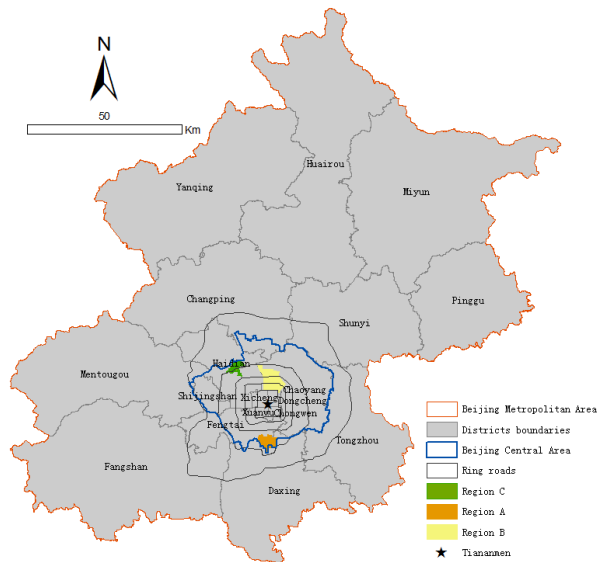 N
50
Km
Huairou
Yanqing
Miyun
Changping
Pinggu
Shunyi
Haidian
Mentougou
Chaoyang
Shijingshan
Xicheng
Dongcheng
Xuanwu
Chongwen
Fengtai
Tongzhou
Fangshan
Daxing
Beijing Metropolitan Area
Districts boundaries
Beijing Central Area
Ring roads
Region C
Region A
Region B
Tiananmen